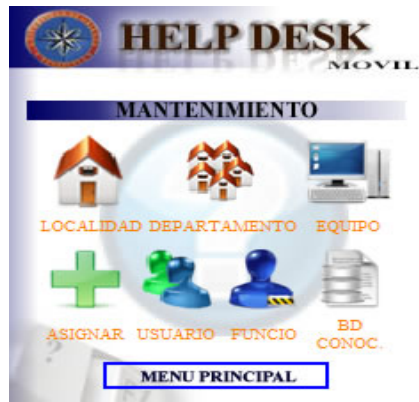 HELP DESK
MOVIL
MANTENIMIENTO
LOCALIDAD DEPARTAMENTO EQUIPO
ASIGNAR USUARIO FUNCIO BD
CONOC.
MENU PRINCIPAL